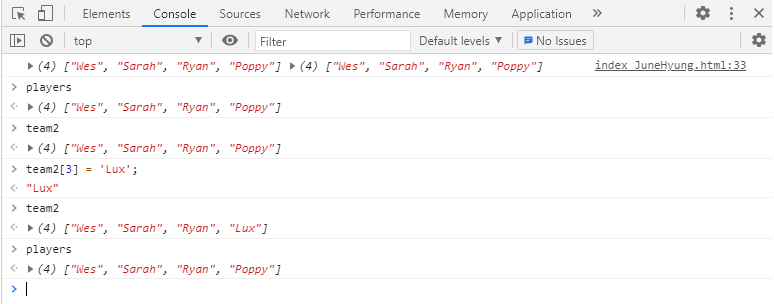 Elements Console Sources Network Performance Memory Application »
top Filter Default levels No Issues
(4) ["Wes", "Sarah", "Ryan", "Poppy"] (4) ["Wes", "Sarah", "Ryan", "Poppy"] index JuneHyung.html:33
players
(4) ["Wes", "Sarah", "Ryan", "Poppy"]
team2
(4) ["Wes", "Sarah", "Ryan", "Poppy"]
team2[3] = 'Lux';
"Lux"
team2
(4) ["Wes", "Sarah", "Ryan", "Lux"]
players
(4) ["Wes", "Sarah", "Ryan", "Poppy"]